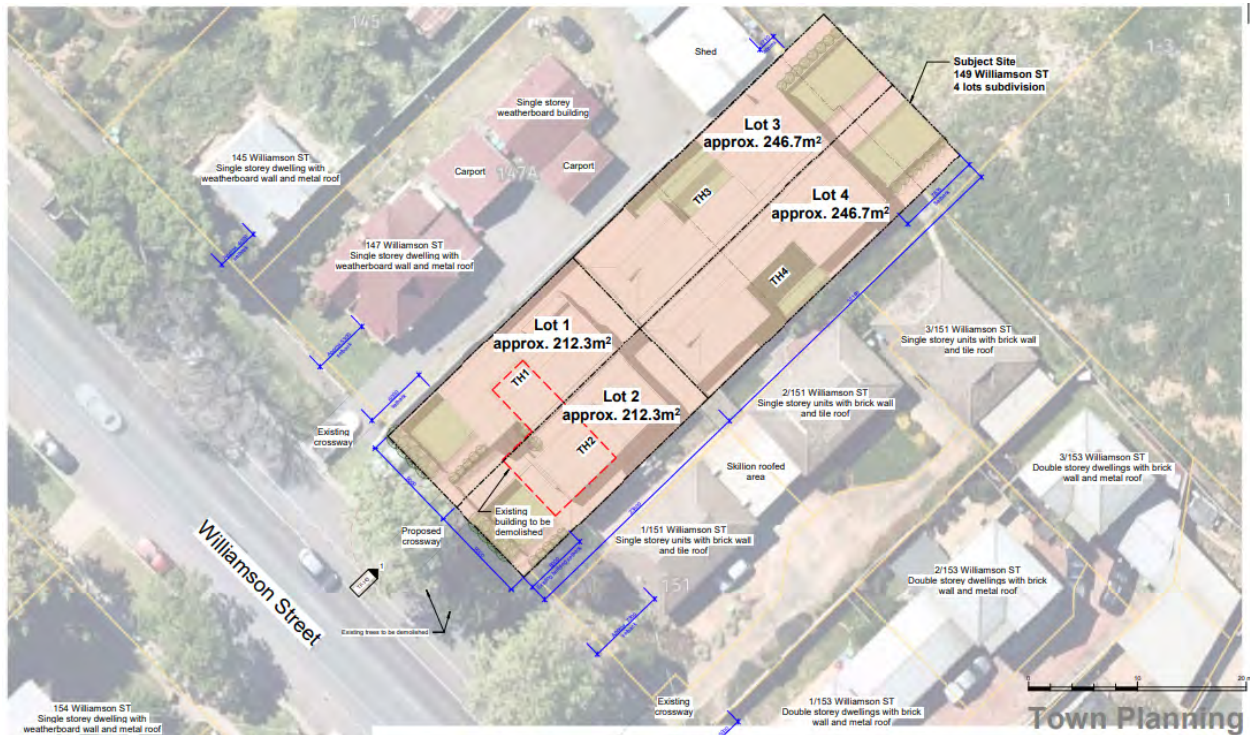 145
Shed
1-3
Subject Site
149 Williamson ST
4 lots subdivision
Single storey
weatherboard building
Lot 3
approx. 246.7m²
145 Williamson ST
Single storey dwelling with
weatherboard wall and metal roof
Carport
147A
Carport
TH3
Lot 4
approx. 246.7m²
1
147 Williamson ST
Single storey dwelling with
weatherboard wall and metal roof
TH4
Lot 1
approx. 212.3m²
3/151 Williamson ST
Single storey units with brick wall
and tile roof
TH1
Lot 2
approx. 212.3m²
2/151 Williamson ST
Single storey units with brick wall
and tile roof
TH2
Existing
crossway
Skillion roofed
area
3/153 Williamson ST
Double storey dwellings with brick
wall and metal roof
Existing
building to be
demolished
Proposed
crossway
1/151 Williamson ST
Single storey units with brick wall
and tile roof
151
2/153 Williamson ST
Double storey dwellings with brick
wall and metal roof
Williamson Street
1
Existing trees to be demolished
154 Williamson ST
Single storey dwelling with
weatherboard wall and metal roof
Existing
crossway
1/153 Williamson ST
Double storey dwellings with brick
wall and metal roof
0
10
20
Town Planning